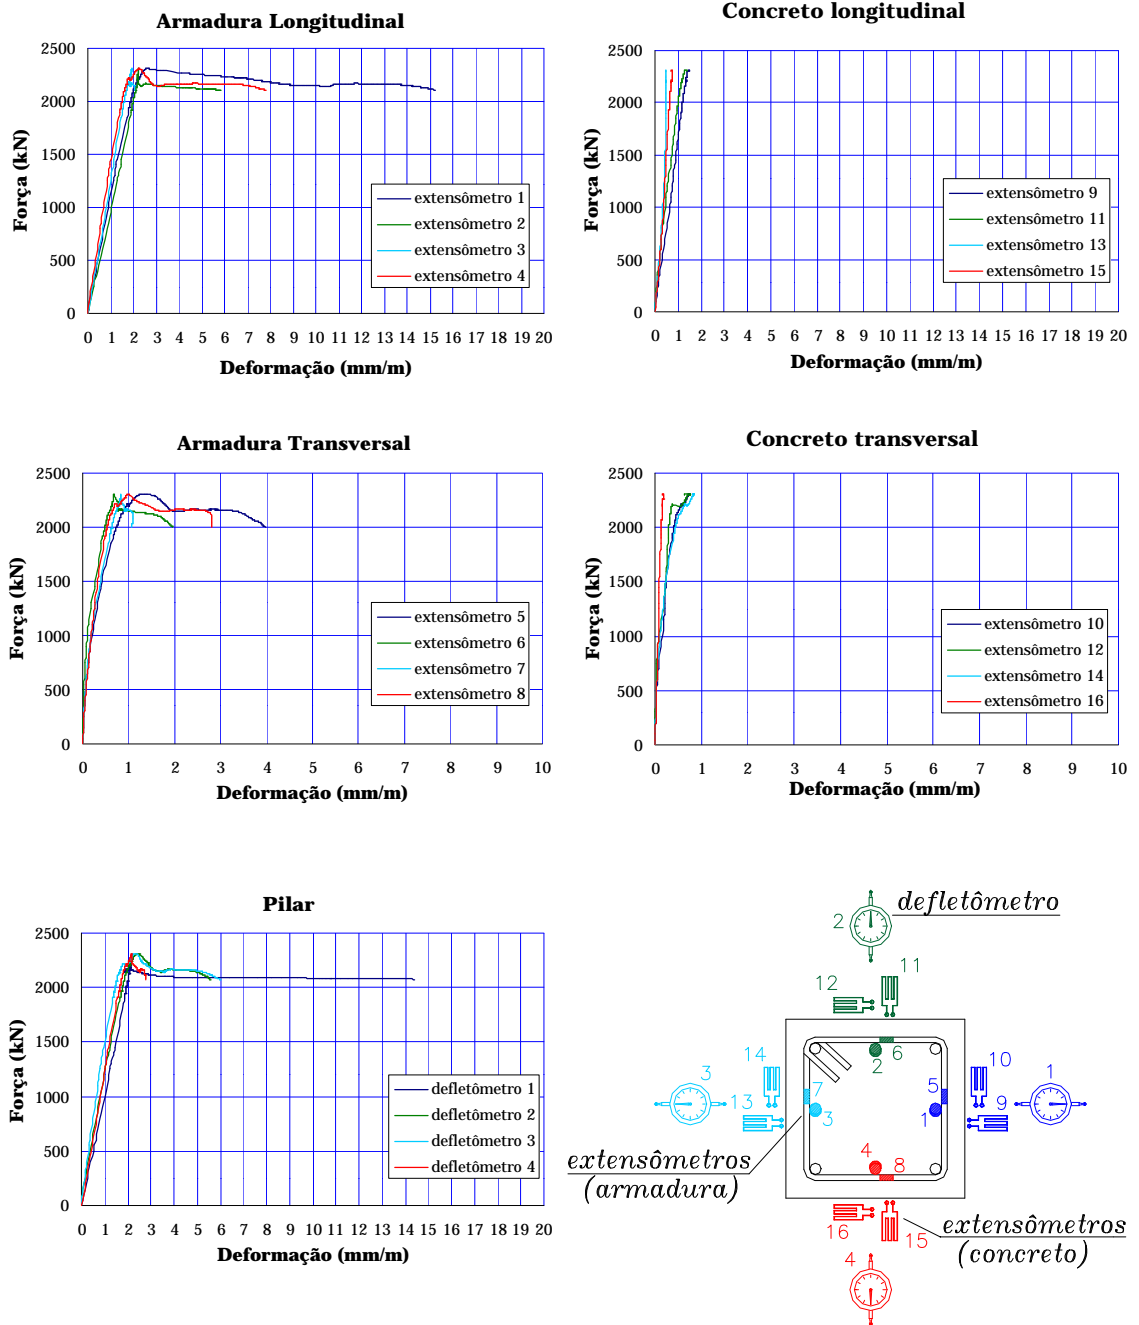 Armadura Longitudinal
Força (kN)
2500
2000
1500
1000
500
0
extensômetro 1
extensômetro 2
extensômetro 3
extensômetro 4
0 1 2 3 4 5 6 7 8 9 10 11 12 13 14 15 16 17 18 19 20
Deformação (mm/m)
Concreto longitudinal
Força (kN)
2500
2000
1500
1000
500
0
extensômetro 9
extensômetro 11
extensômetro 13
extensômetro 15
0 1 2 3 4 5 6 7 8 9 10 11 12 13 14 15 16 17 18 19 20
Deformação (mm/m)
Armadura Transversal
Força (kN)
2500
2000
1500
1000
500
0
extensômetro 5
extensômetro 6
extensômetro 7
extensômetro 8
0 1 2 3 4 5 6 7 8 9 10
Deformação (mm/m)
Concreto transversal
Força (kN)
2500
2000
1500
1000
500
0
extensômetro 10
extensômetro 12
extensômetro 14
extensômetro 16
0 1 2 3 4 5 6 7 8 9 10
Deformação (mm/m)
Pilar
Força (kN)
2500
2000
1500
1000
500
0
defletômetro 1
defletômetro 2
defletômetro 3
defletômetro 4
0 1 2 3 4 5 6 7 8 9 10 11 12 13 14 15 16 17 18 19 20
Deformação (mm/m)
defletômetro
2
11
12
14
6
2
10
1
3
7
5
13
3
1
9
extensômetros
(armadura)
4
8
16
15
extensômetros
(concreto)
4